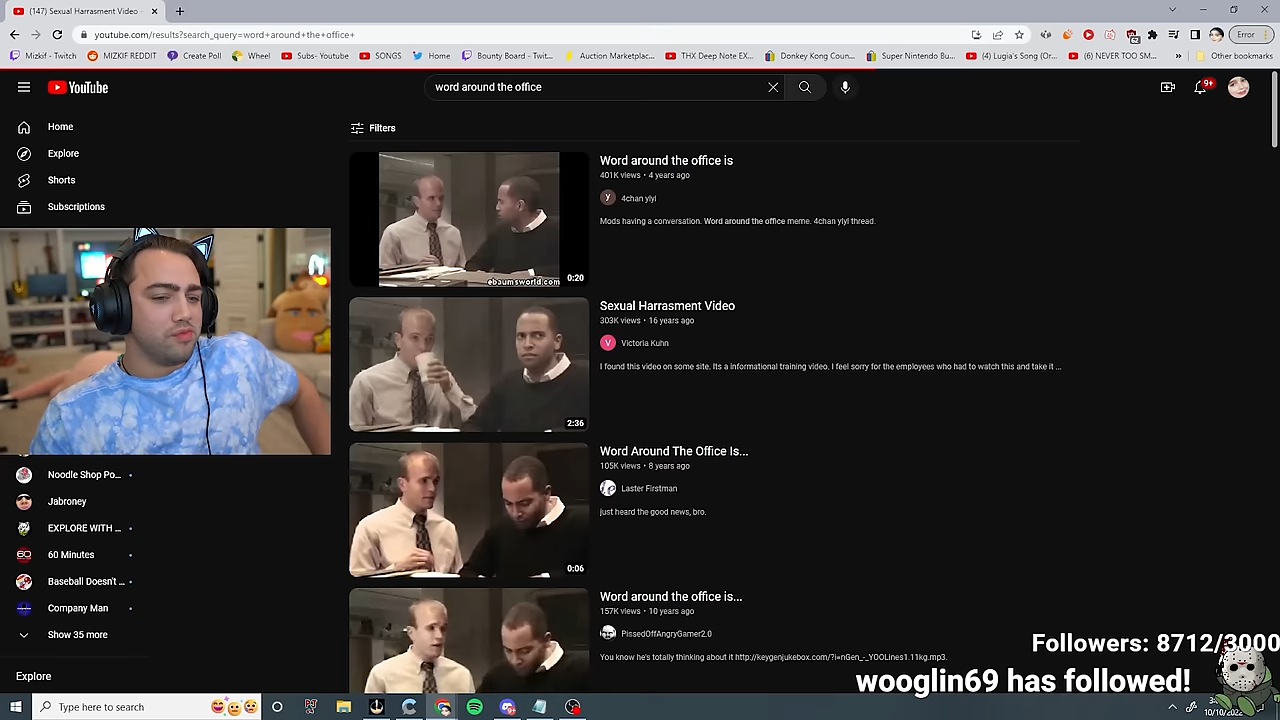 (147) Sexual Harrasment Video -
youtube.com/results?search_query=word+around+the+office+
Error
Mizkif - Twitch
MIZKIF REDDIT
Create Poll
Wheel
Subs- YouTube
SONGS
Home
Bounty Board - Twit...
Auction Marketplac...
THX Deep Note EX...
Donkey Kong Coun...
Super Nintendo Bu...
(4) Lugia's Song (Or...
(6) NEVER TOO SM...
»
Other bookmarks
YouTube
word around the office
9+
Home
Explore
Shorts
Subscriptions
Noodle Shop Po...
Jabroney
EXPLORE WITH ...
60 Minutes
Baseball Doesn't ...
Company Man
Show 35 more
Explore
Filters
Word around the office is
401K views • 4 years ago
4chan ylyl
Mods having a conversation. Word around the office meme. 4chan ylyl thread.
ebaumsworld.com
0:20
Sexual Harrasment Video
303K views • 16 years ago
V
Victoria Kuhn
I found this video on some site. Its a informational training video. I feel sorry for the employees who had to watch this and take it ...
2:36
Word Around The Office Is...
105K views • 8 years ago
Laster Firstman
just heard the good news, bro.
0:06
Word around the office is...
157K views • 10 years ago
PissedOffAngryGamer2.0
You know he's totally thinking about it http://keygenjukebox.com/?i=nGen_-_YOOLines1.11kg.mp3.
Followers: 8712/3000
wooglin69 has followed!
Type here to search